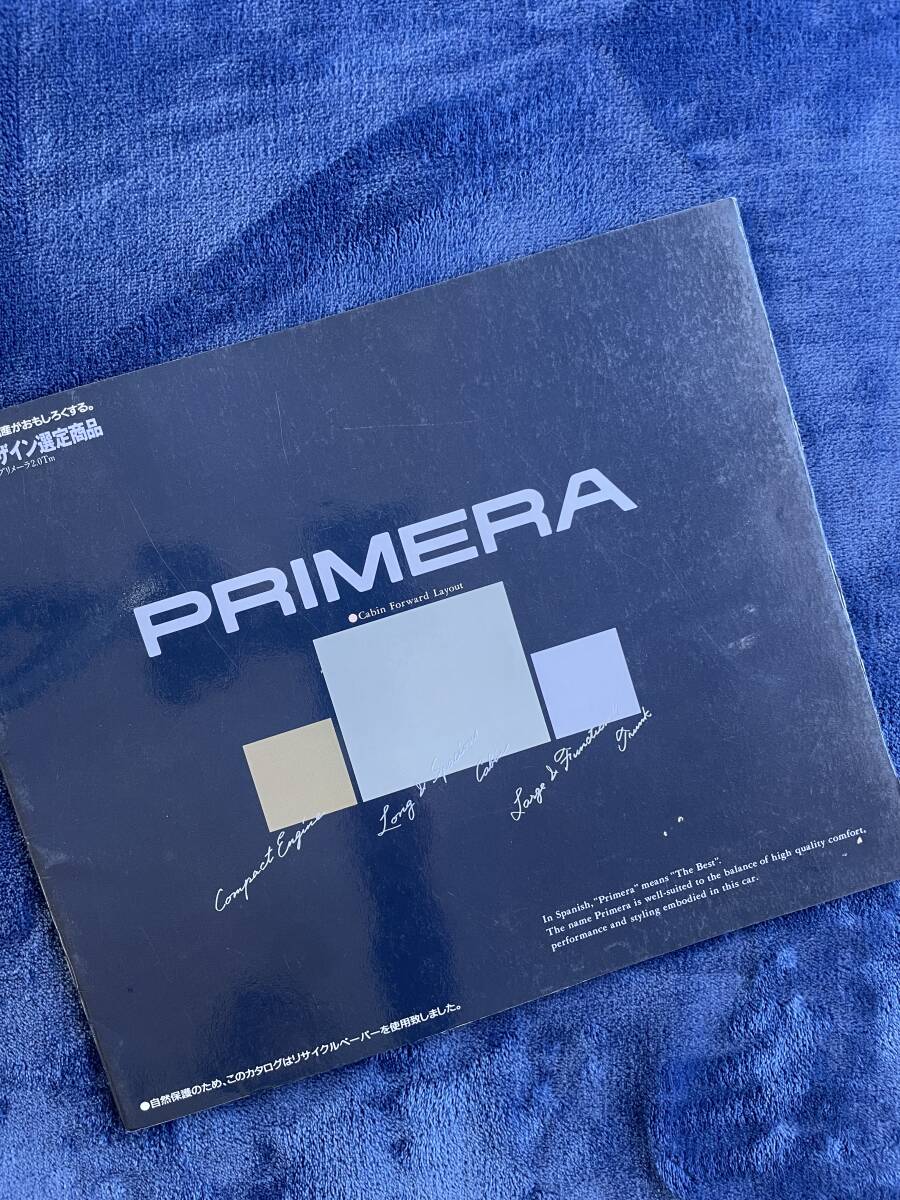 産がおもしろくする。
ザイン選定商品
プリメーラ2.0Tm
PRIMERA
●Cabin Forward Layout
Compact Engine
Long & Spacious
Cabin
Large & Functional
Trunk
In Spanish, "Primera" means "The Best".
The name Primera is well-suited to the balance of high quality comfort,
performance and styling embodied in this car.
●自然保護のため、このカタログはリサイクルペーパーを使用致しました。